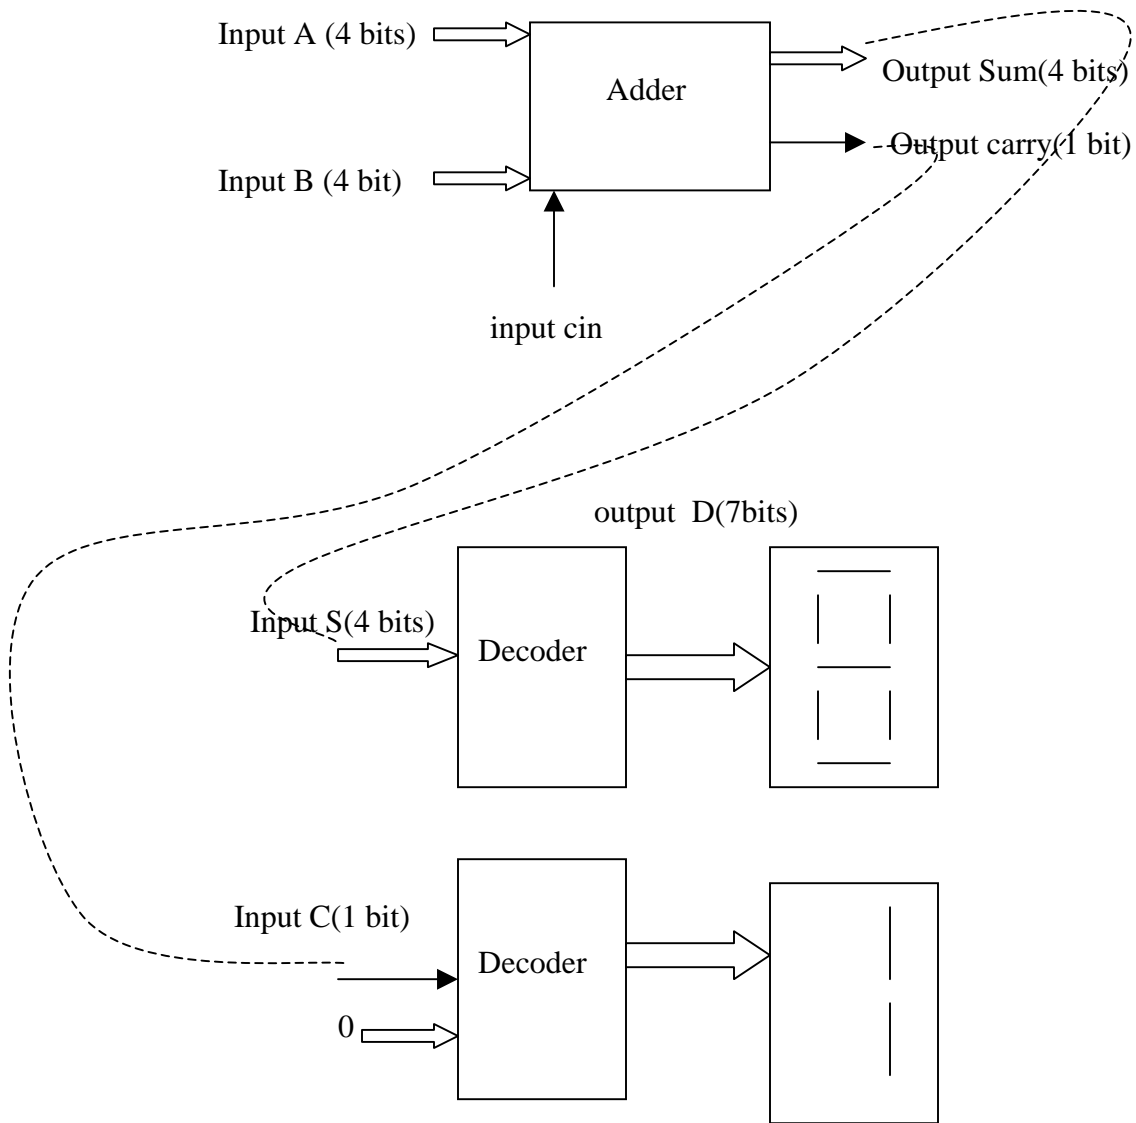 Input A (4 bits)
Adder
Output Sum(4 bits)
Output carry(1 bit)
Input B (4 bit)
input cin
output  D(7bits)
Input S(4 bits)
Decoder
Input C(1 bit)
Decoder
0